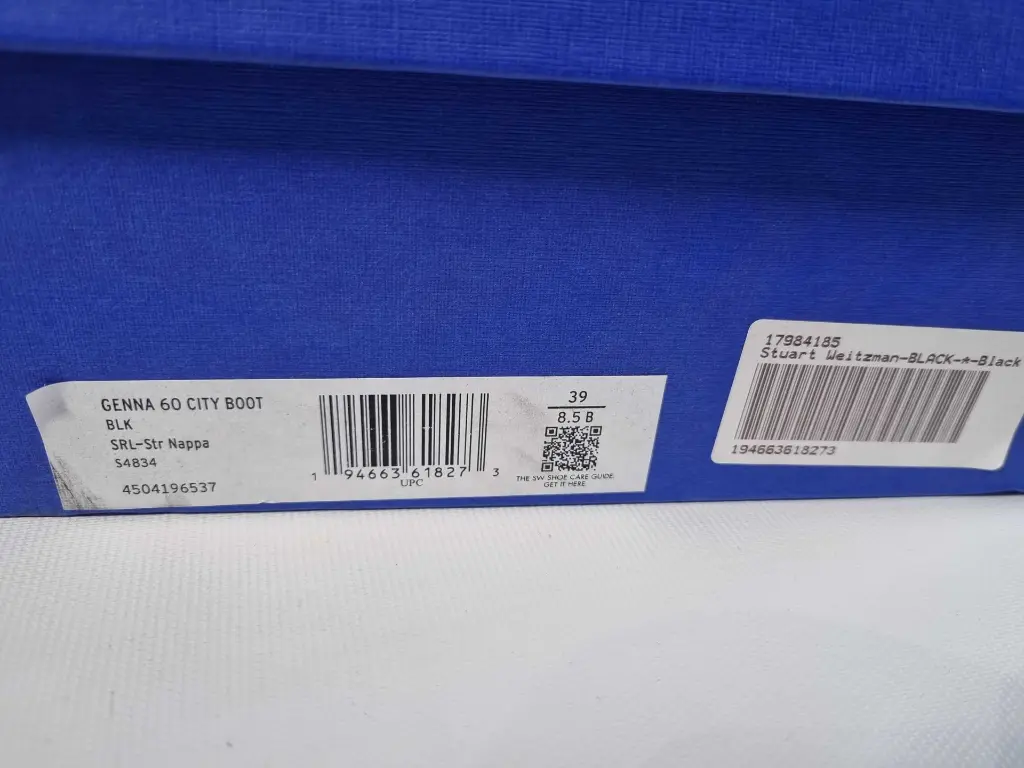 GENNA 60 CITY BOOT
BLK
SRL-Str Nappa
S4834
4504196537
1 94663 61827 3
UPC
39
8.5 B
THE SW SHOE CARE GUIDE.
GET IT HERE.
17984185
Stuart Weitzman-BLACK-*-Black
194663618273